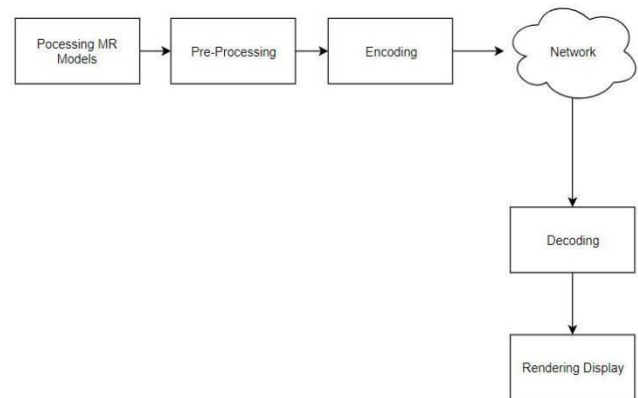 Pocessing MR
Models
Pre-Processing
Encoding
Network
Decoding
Rendering Display